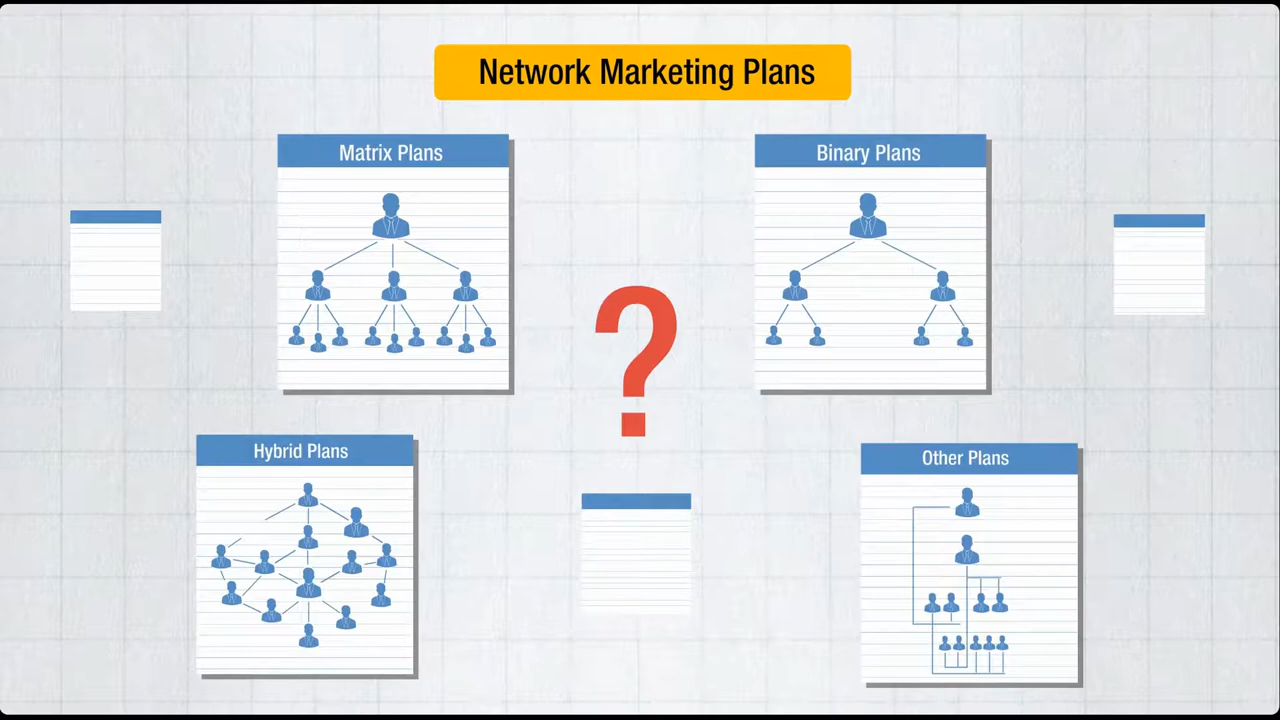 Network Marketing Plans
Matrix Plans
Binary Plans
?
Hybrid Plans
Other Plans